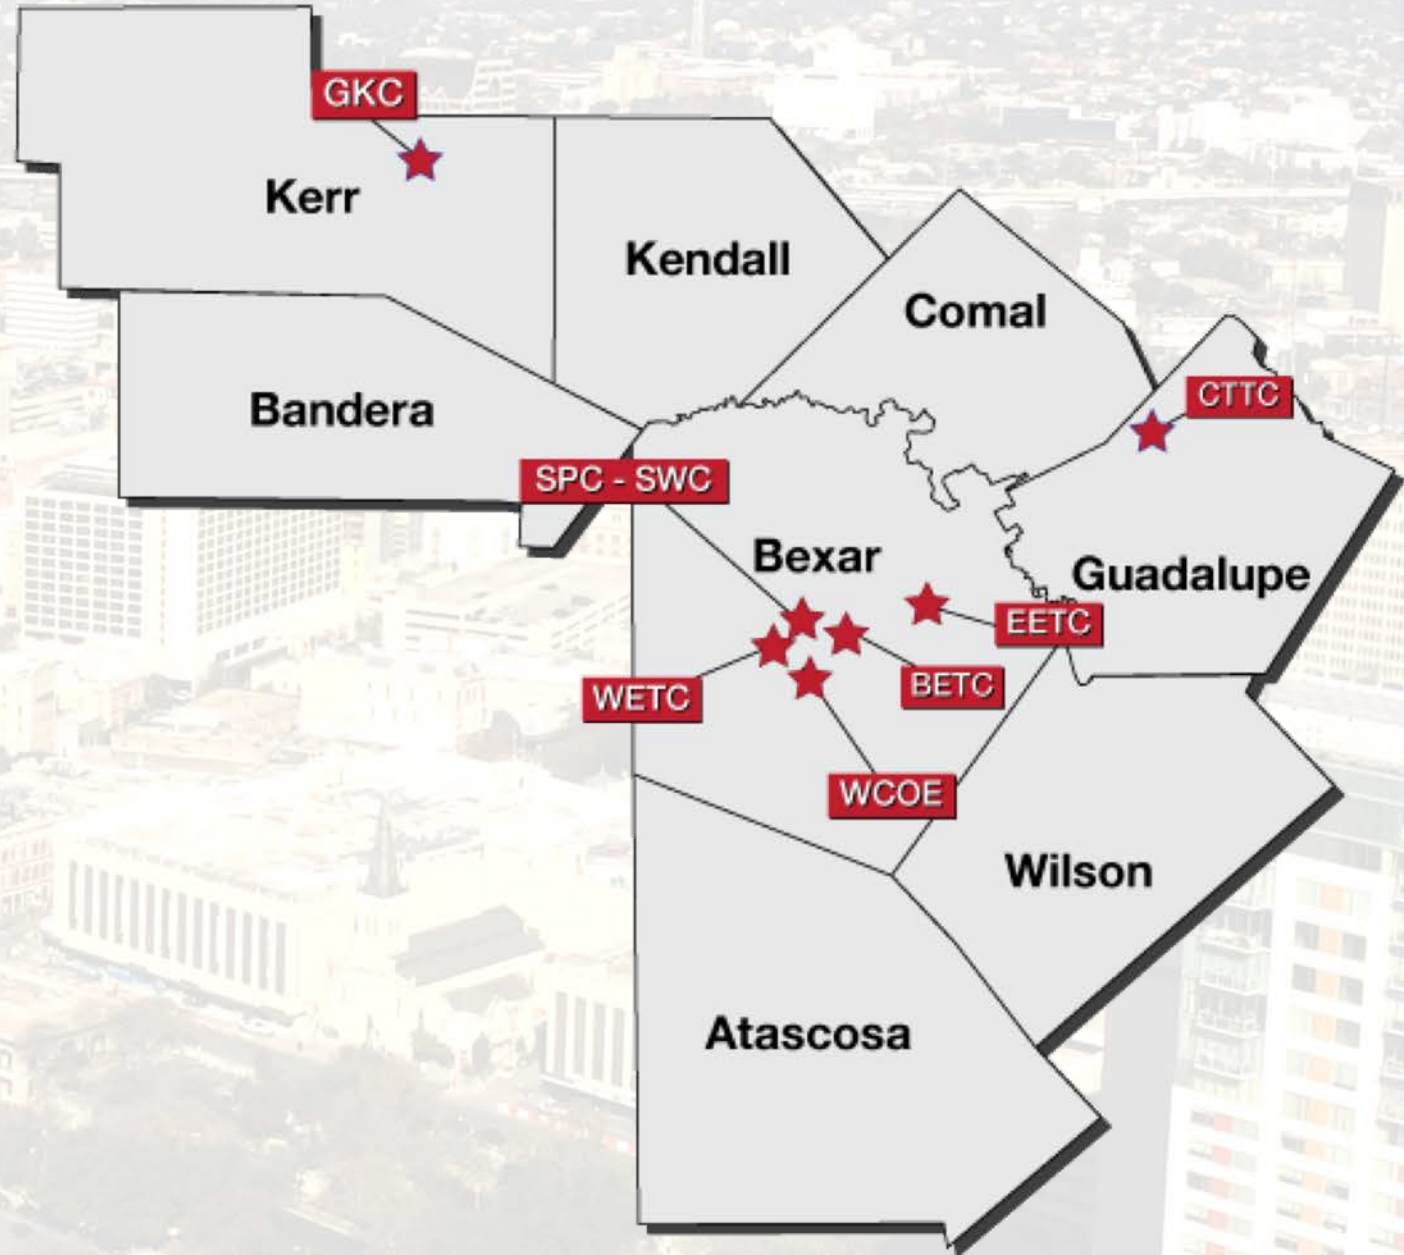 GKC
Kerr
Kendall
Comal
CTTC
Bandera
SPC - SWC
Bexar
Guadalupe
EETC
WETC
BETC
WCOE
Wilson
Atascosa